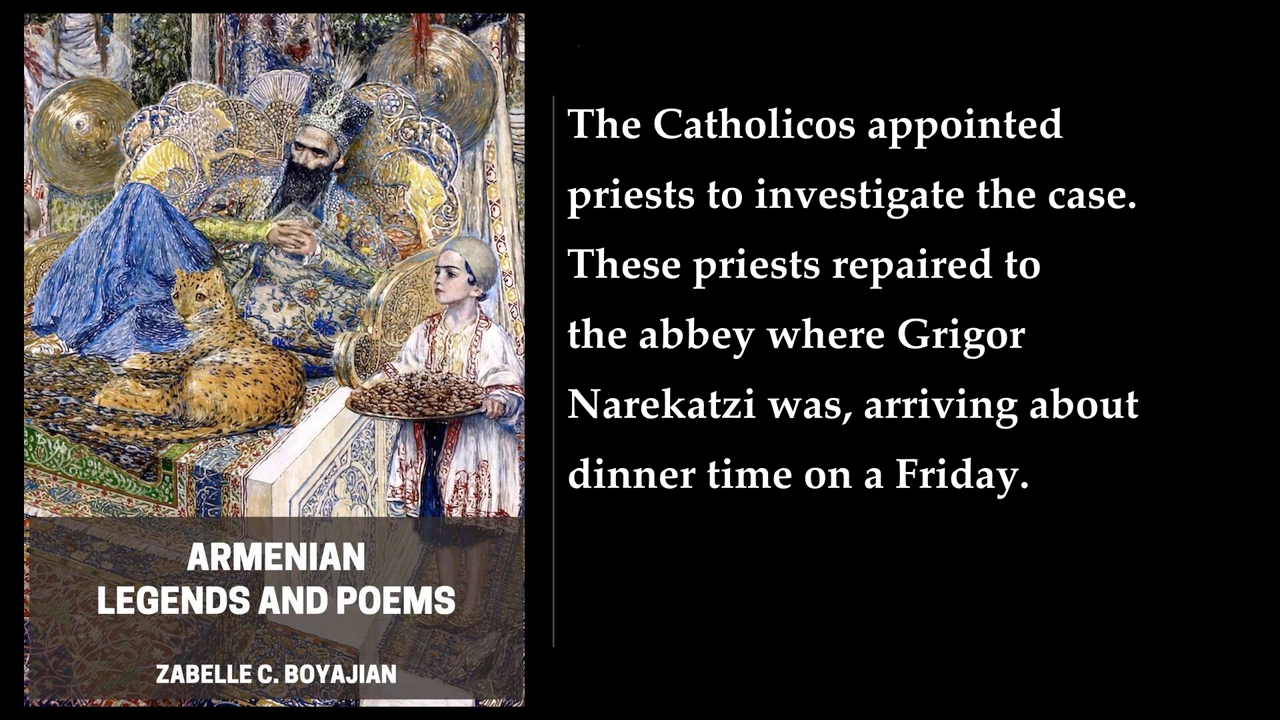 ARMENIAN
LEGENDS AND POEMS
ZABELLE C. BOYAJIAN
The Catholicos appointed
priests to investigate the case.
These priests repaired to
the abbey where Grigor
Narekatzi was, arriving about
dinner time on a Friday.